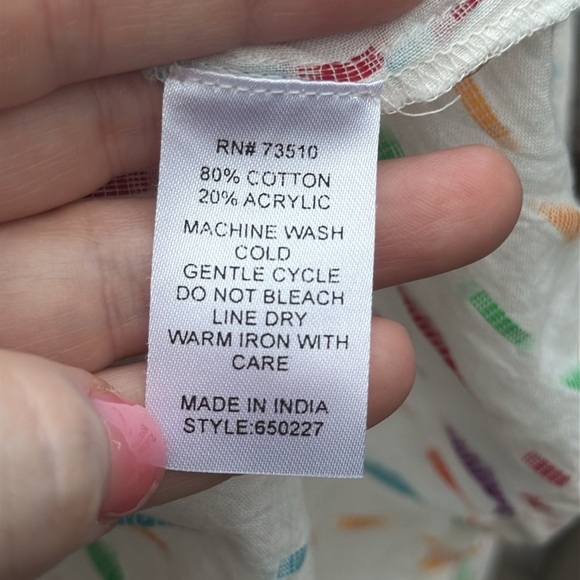 RN# 73510
80% COTTON
20% ACRYLIC
MACHINE WASH
COLD
GENTLE CYCLE
DO NOT BLEACH
LINE DRY
WARM IRON WITH
CARE
MADE IN INDIA
STYLE:650227